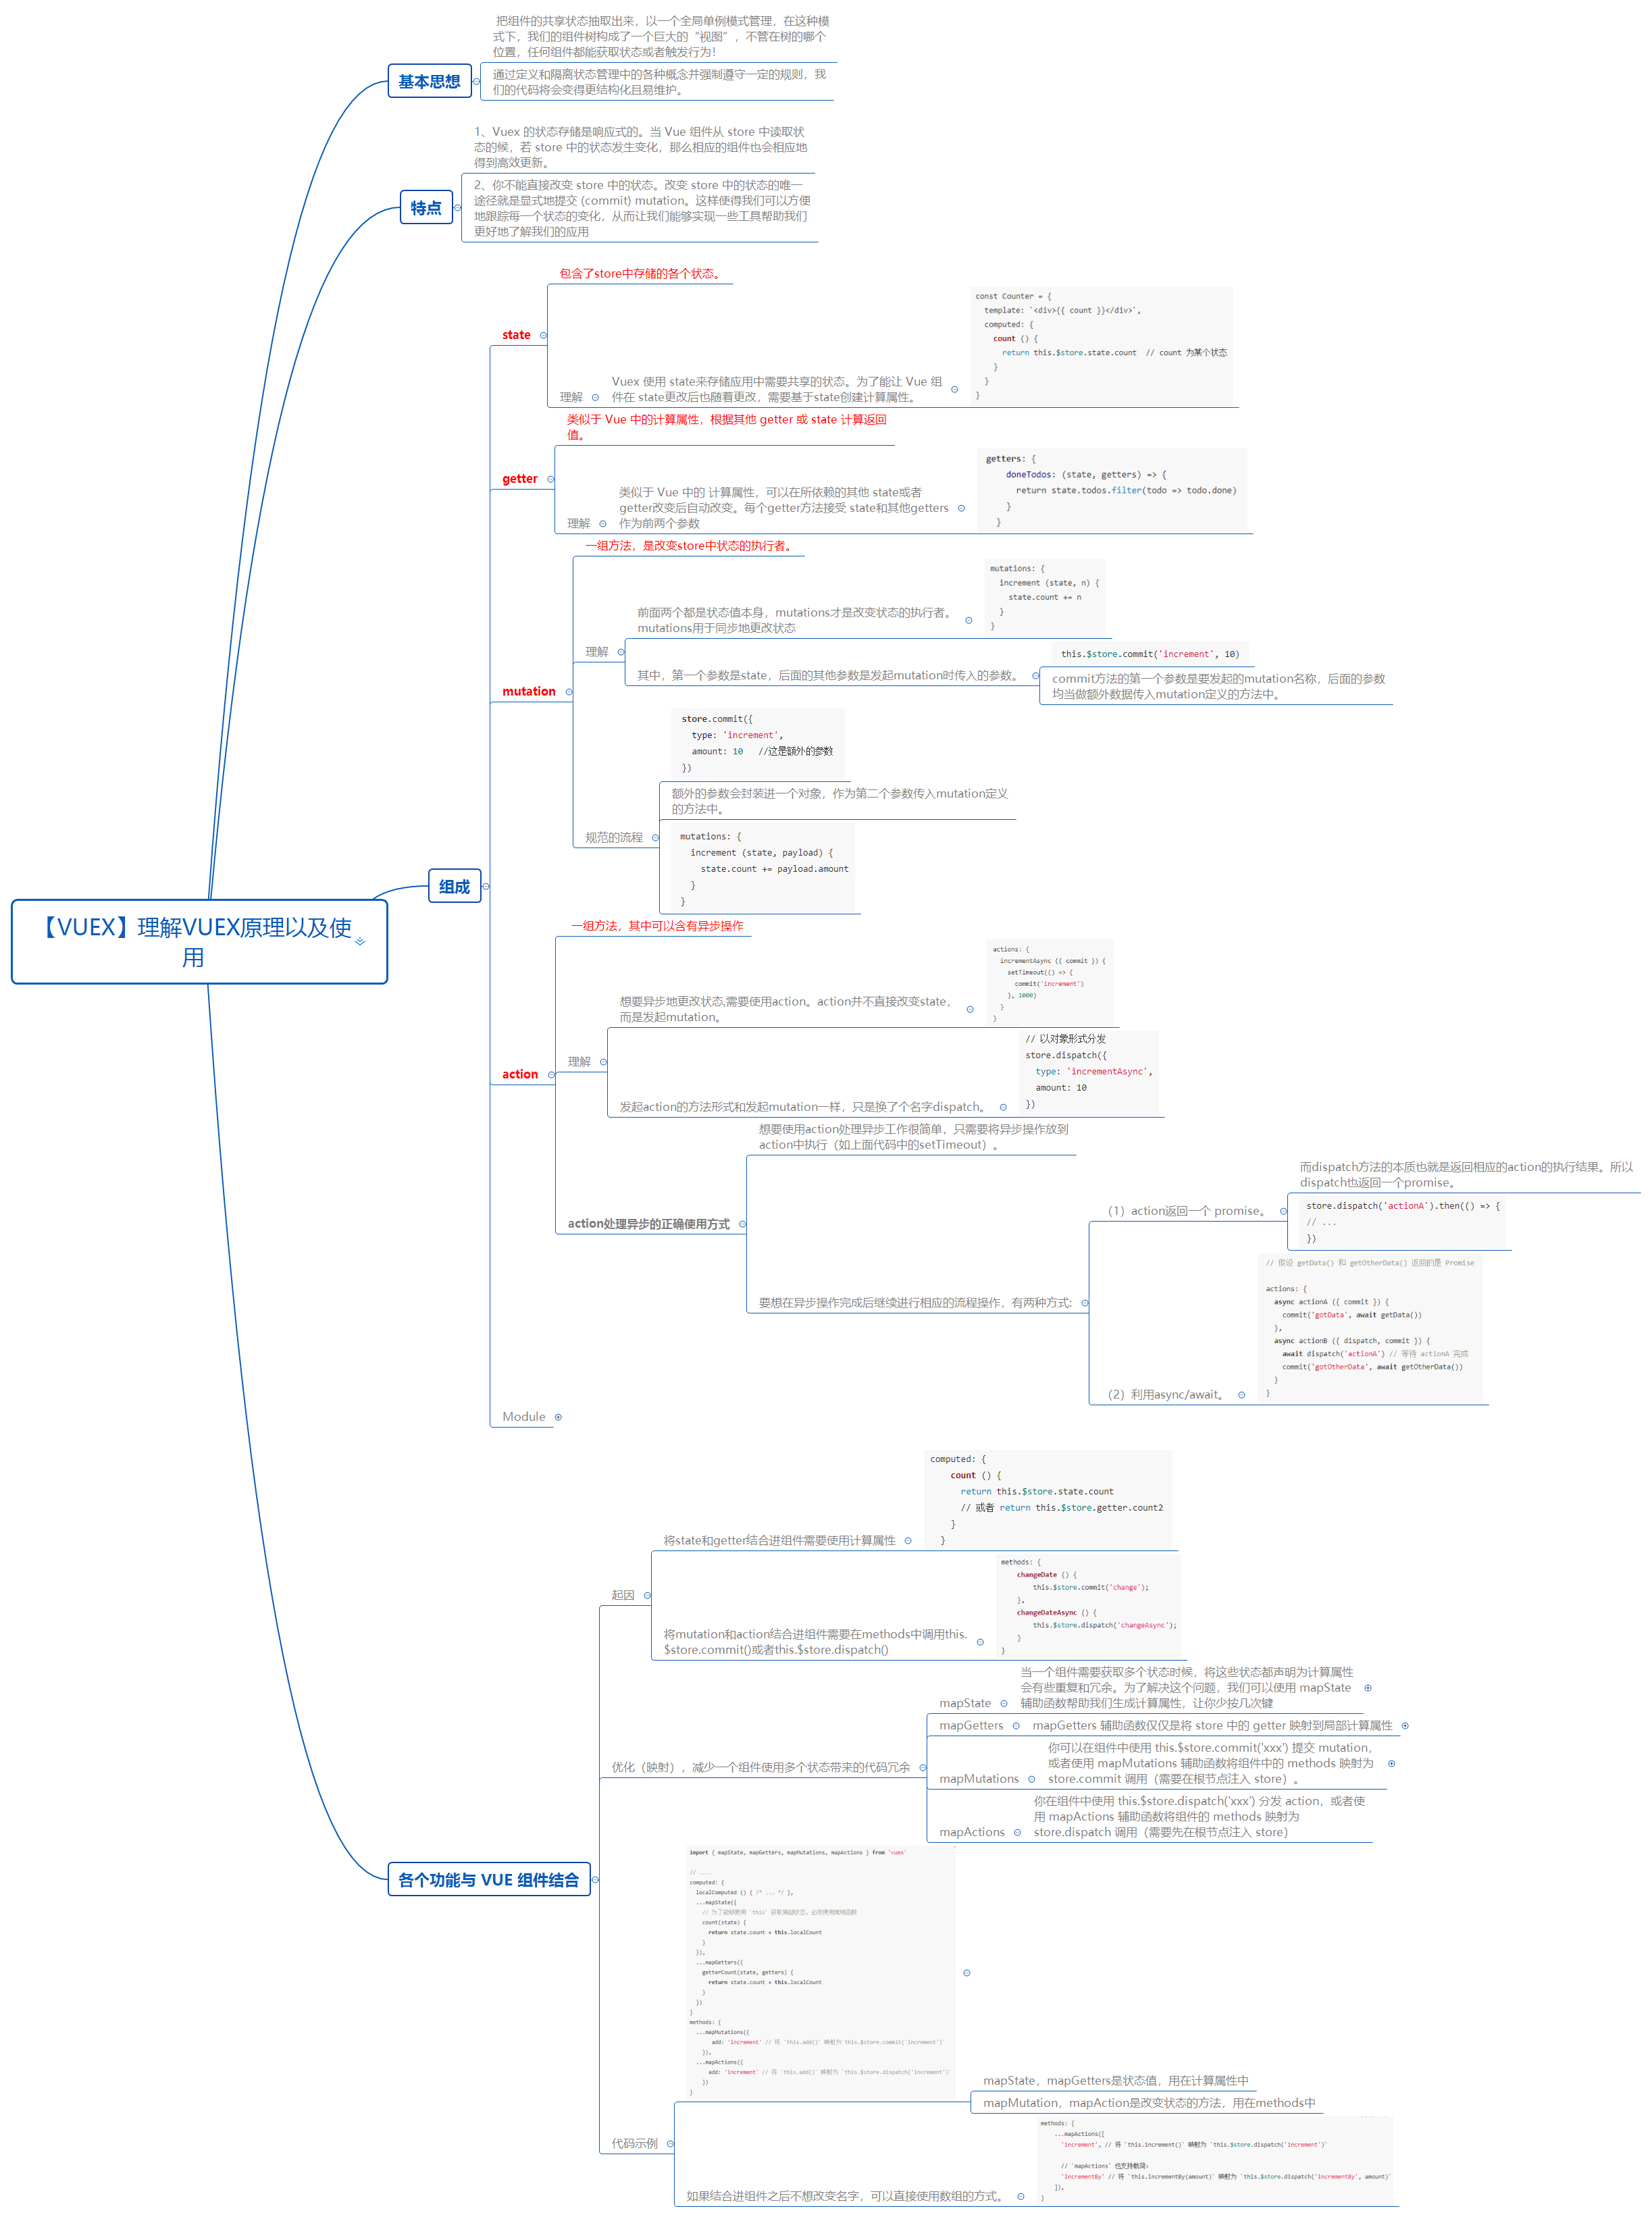 把组件的共享状态抽取出来，以一个全局单例模式管理，在这种模
式下，我们的组件树构成了一个巨大的“视图”，不管在树的哪个
位置，任何组件都能获取状态或者触发行为！
基本思想
通过定义和隔离状态管理中的各种概念并强制遵守一定的规则，我
们的代码将会变得更结构化且易维护。
1、Vuex 的状态存储是响应式的。当 Vue 组件从 store 中读取状
态的候，若 store 中的状态发生变化，那么相应的组件也会相应地
得到高效更新。
特点
2、你不能直接改变 store 中的状态。改变 store 中的状态的唯一
途径就是显式地提交 (commit) mutation。这样使得我们可以方便
地跟踪每一个状态的变化，从而让我们能够实现一些工具帮助我们
更好地了解我们的应用
包含了store中存储的各个状态。
state
理解
Vuex 使用 state来存储应用中需要共享的状态。为了能让 Vue 组
件在 state更改后也随着更改，需要基于state创建计算属性。
const Counter = {
template: `<div>{{ count }}</div>`,
computed: {
count () {
return this.$store.state.count // count 为某个状态
}
}
}
类似于 Vue 中的计算属性，根据其他 getter 或 state 计算返回
值。
getter
理解
类似于 Vue 中的 计算属性，可以在所依赖的其他 state或者
getter改变后自动改变。每个getter方法接受 state和其他getters
作为前两个参数
getters: {
doneTodos: (state, getters) => {
return state.todos.filter(todo => todo.done)
}
}
一组方法，是改变store中状态的执行者。
mutation
理解
前面两个都是状态值本身，mutations才是改变状态的执行者。
mutations用于同步地更改状态
mutations: {
increment (state, n) {
state.count += n
}
}
其中，第一个参数是state，后面的其他参数是发起mutation时传入的参数。
this.$store.commit('increment', 10)
commit方法的第一个参数是要发起的mutation名称，后面的参数
均当做额外数据传入mutation定义的方法中。
规范的流程
store.commit({
type: 'increment',
amount: 10 //这是额外的参数
})
额外的参数会封装进一个对象，作为第二个参数传入mutation定义
的方法中。
mutations: {
increment (state, payload) {
state.count += payload.amount
}
}
组成
【VUEX】理解VUEX原理以及使
用
一组方法，其中可以含有异步操作
action
理解
想要异步地更改状态,需要使用action。action并不直接改变state，
而是发起mutation。
actions: {
incrementAsync ({ commit }) {
setTimeout(() => {
commit('increment')
}, 1000)
}
}
发起action的方法形式和发起mutation一样，只是换了个名字dispatch。
// 以对象形式分发
store.dispatch({
type: 'incrementAsync',
amount: 10
})
action处理异步的正确使用方式
想要使用action处理异步工作很简单，只需要将异步操作放到
action中执行（如上面代码中的setTimeout）。
要想在异步操作完成后继续进行相应的流程操作，有两种方式:
（1）action返回一个 promise。
而dispatch方法的本质也就是返回相应的action的执行结果。所以
dispatch也返回一个promise。
store.dispatch('actionA').then(() => {
// ...
})
（2）利用async/await。
// 假设 getData() 和 getOtherData() 返回的是 Promise
actions: {
async actionA ({ commit }) {
commit('gotData', await getData())
},
async actionB ({ dispatch, commit }) {
await dispatch('actionA') // 等待 actionA 完成
commit('gotOtherData', await getOtherData())
}
}
Module
各个功能与 VUE 组件结合
起因
将state和getter结合进组件需要使用计算属性
computed: {
count () {
return this.$store.state.count
// 或者 return this.$store.getter.count2
}
}
将mutation和action结合进组件需要在methods中调用this.
$store.commit()或者this.$store.dispatch()
methods: {
changeDate () {
this.$store.commit('change');
},
changeDateAsync () {
this.$store.dispatch('changeAsync');
}
}
优化（映射），减少一个组件使用多个状态带来的代码冗余
mapState
当一个组件需要获取多个状态时候，将这些状态都声明为计算属性
会有些重复和冗余。为了解决这个问题，我们可以使用 mapState
辅助函数帮助我们生成计算属性，让你少按几次键
mapGetters
mapGetters 辅助函数仅仅是将 store 中的 getter 映射到局部计算属性
mapMutations
你可以在组件中使用 this.$store.commit('xxx') 提交 mutation，
或者使用 mapMutations 辅助函数将组件中的 methods 映射为
store.commit 调用（需要在根节点注入 store）。
mapActions
你在组件中使用 this.$store.dispatch('xxx') 分发 action，或者使
用 mapActions 辅助函数将组件的 methods 映射为
store.dispatch 调用（需要先在根节点注入 store）
代码示例
import { mapState, mapGetters, mapMutations, mapActions } from 'vuex'
// ....
computed: {
localComputed () { /* ... */ },
...mapState({
// 为了能够使用 `this` 获取局部状态，必须使用常规函数
count(state) {
return state.count + this.localCount
}
}),
...mapGetters({
getterCount(state, getters) {
return state.count + this.localCount
}
})
}
methods: {
...mapMutations({
add: 'increment' // 将 `this.add()` 映射为`this.$store.commit('increment')`
}),
...mapActions({
add: 'increment' // 将 `this.add()` 映射为 `this.$store.dispatch('increment')`
})
}
mapState，mapGetters是状态值，用在计算属性中
mapMutation，mapAction是改变状态的方法，用在methods中
如果结合进组件之后不想改变名字，可以直接使用数组的方式。
methods: {
...mapActions([
'increment', // 将 `this.increment()` 映射为 `this.$store.dispatch('increment')`
// `mapActions` 也支持载荷：
'incrementBy' // 将 `this.incrementBy(amount)` 映射为 `this.$store.dispatch('incrementBy', amount)`
]),
}